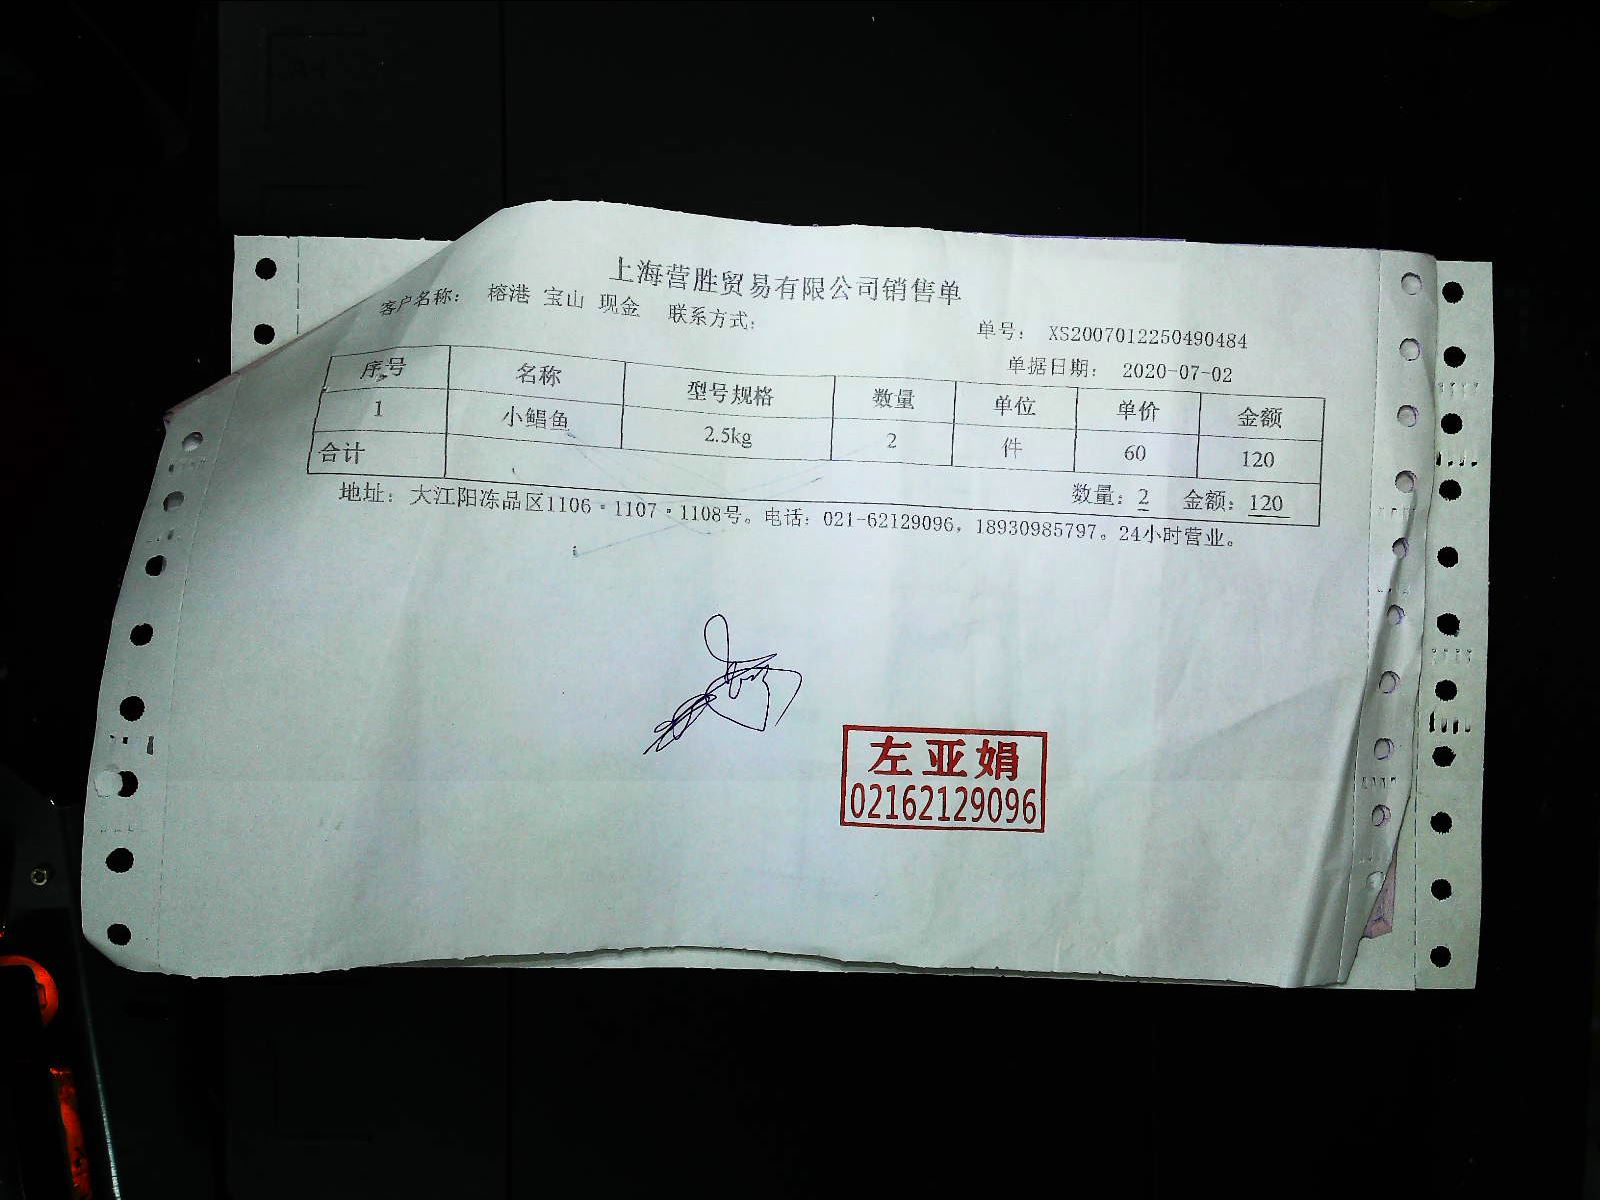 上海营胜贸易有限公司销售单
客户名称: 榕港 宝山 现金 联系方式:
单号: XS2007012250490484
单据日期: 2020-07-02
序号 名称 型号规格 数量 单位 单价 金额
1 小鲳鱼 2.5kg 2 件 60 120
合计 数量: 2 金额: 120
地址: 大江阳冻品区1106·1107·1108号。电话: 021-62129096, 18930985797。24小时营业。
左亚娟
02162129096